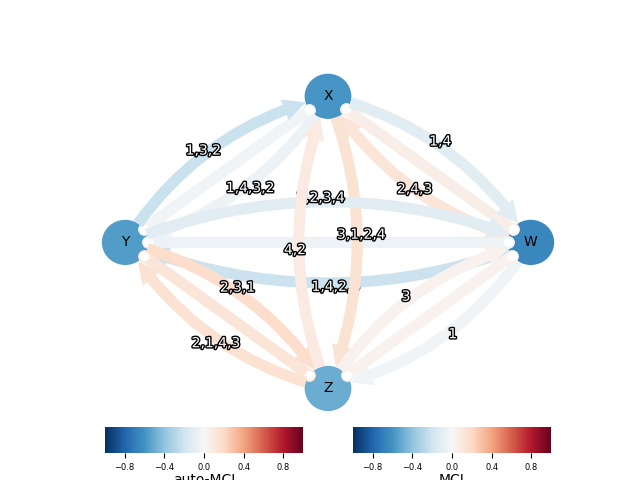 X
1,4
1,3,2
1,4,3,2
2,4,3
,2,3,4
3,1,2,4
Y
W
4,2
2,3,1
1,4,2,
3
1
2,1,4,3
Z
−0.8 −0.4 0.0 0.4 0.8
−0.8 −0.4 0.0 0.4 0.8
auto-MCI
MCI